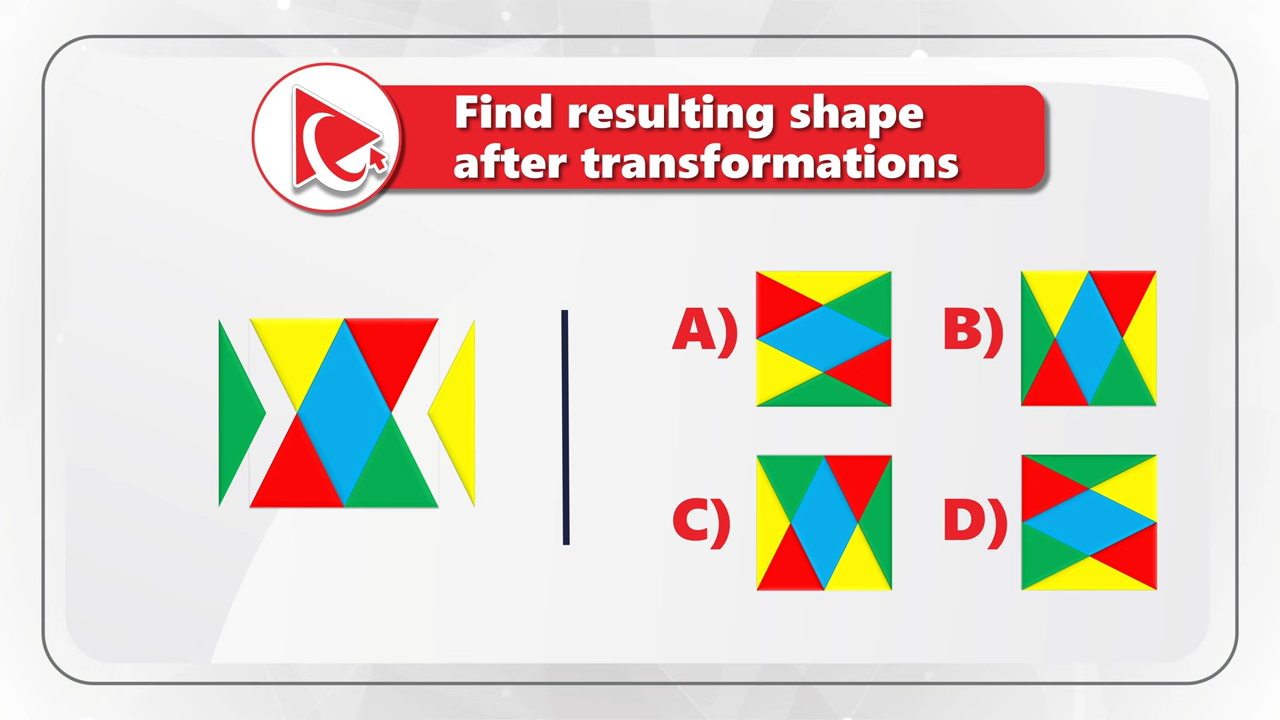 Find resulting shape
after transformations
A)
B)
C)
D)